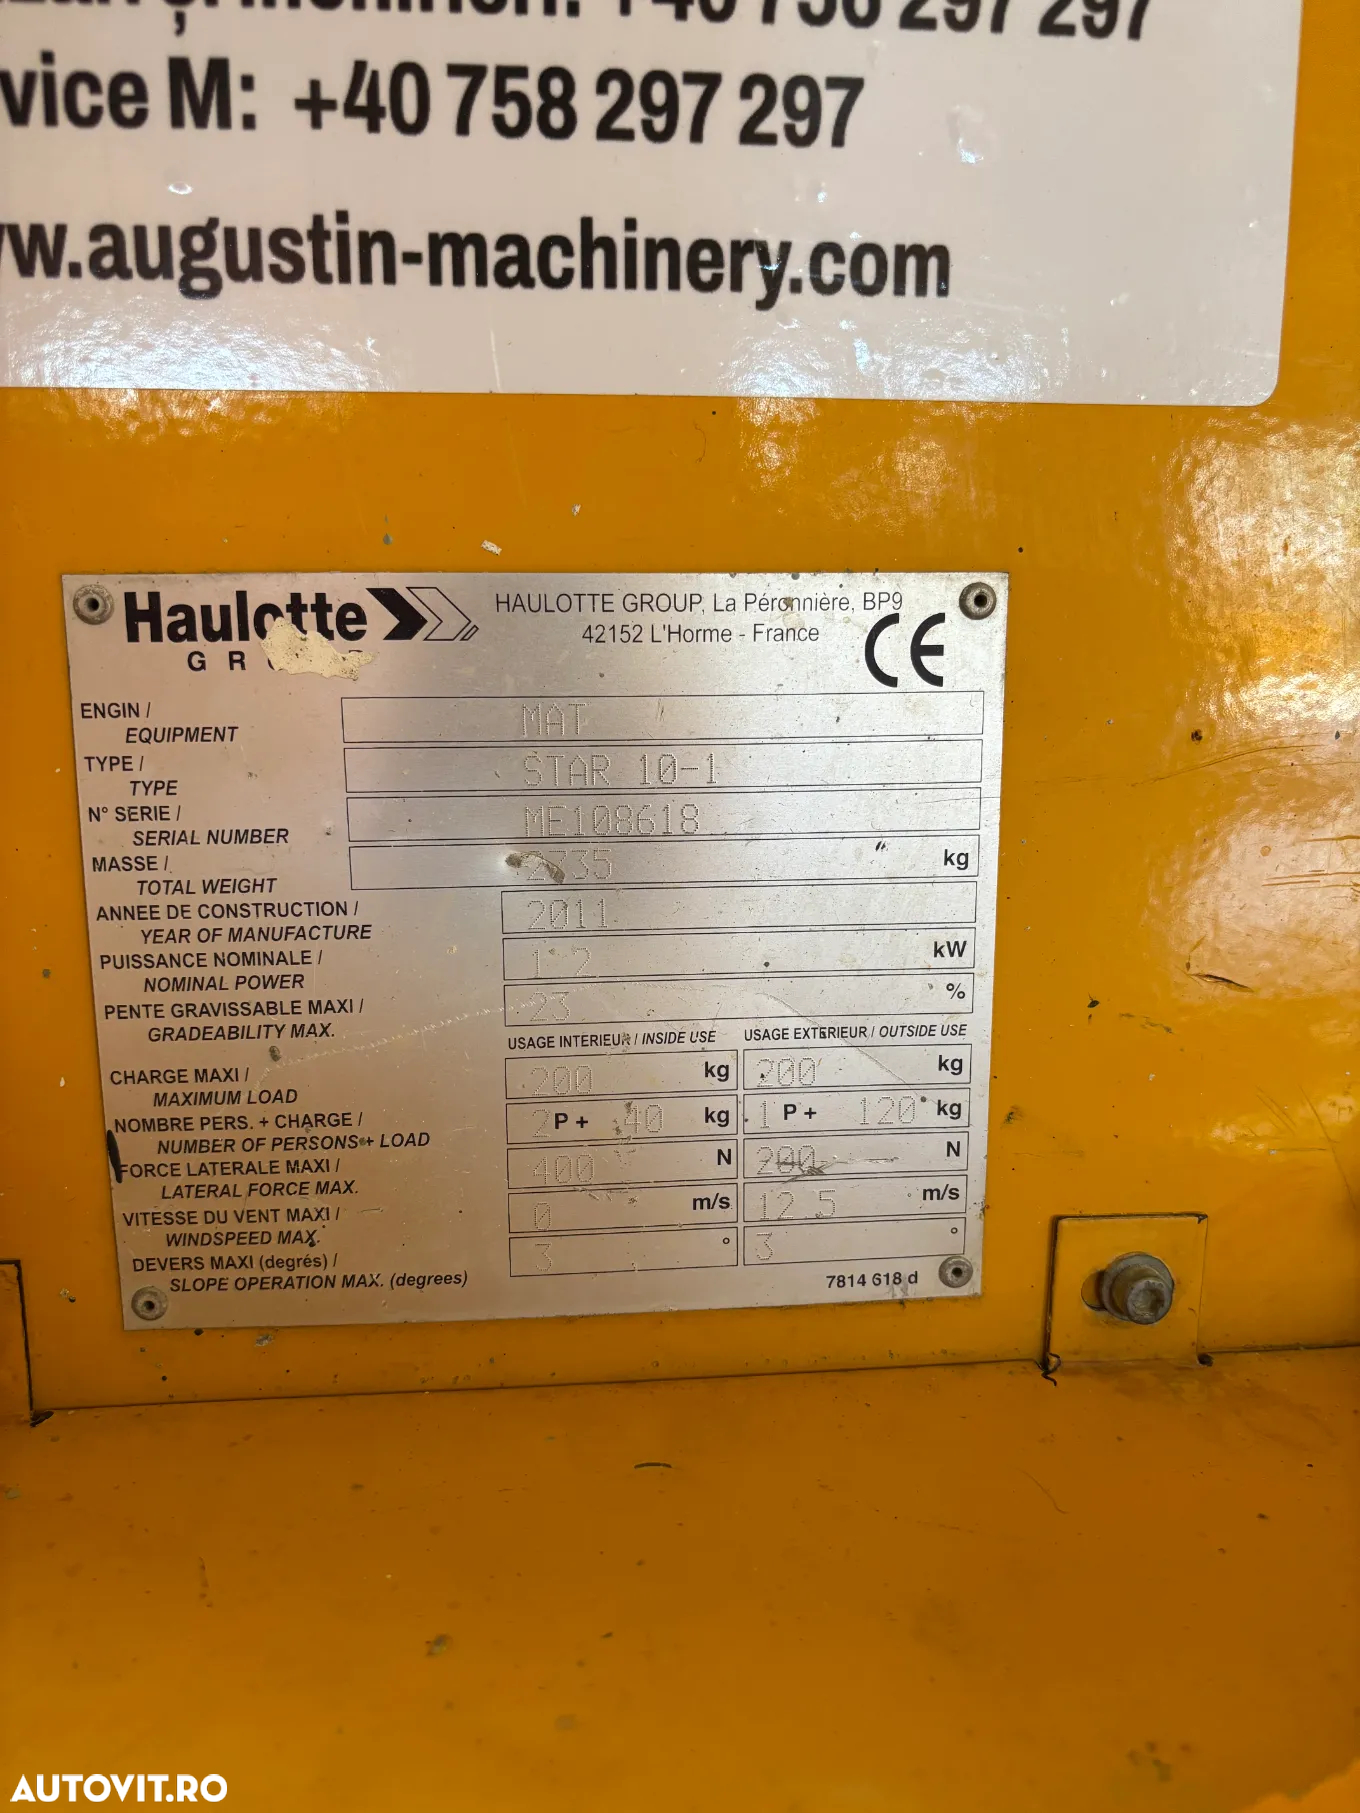 +40 758 297 297
vice M: +40 758 297 297
w.augustin-machinery.com
Haulotte
HAULOTTE GROUP, La Péronnière, BP9
42152 L'Horme - France
CE
ENGIN / MAT
EQUIPMENT
TYPE / STAR 10-1
TYPE
N° SERIE / ME108618
SERIAL NUMBER
MASSE / 2735 kg
TOTAL WEIGHT
ANNEE DE CONSTRUCTION / 2011
YEAR OF MANUFACTURE
PUISSANCE NOMINALE / 1 2 kW
NOMINAL POWER
PENTE GRAVISSABLE MAXI / 23 %
GRADEABILITY MAX.
USAGE INTERIEUR / INSIDE USE USAGE EXTERIEUR / OUTSIDE USE
CHARGE MAXI / 200 kg 200 kg
MAXIMUM LOAD
NOMBRE PERS. + CHARGE / 2 P + 40 kg 1 P + 120 kg
NUMBER OF PERSONS + LOAD
FORCE LATERALE MAXI / 400 N 200 N
LATERAL FORCE MAX.
VITESSE DU VENT MAXI / 0 m/s 12 5 m/s
WINDSPEED MAX.
DEVERS MAXI (degrés) / 3 ° 3 °
SLOPE OPERATION MAX. (degrees)
7814 618 d
AUTOVIT.RO